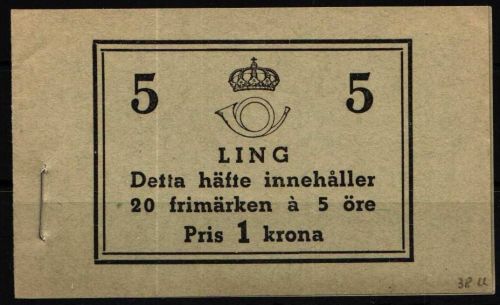 5 5
LING
Detta häfte innehåller
20 frimärken à 5 öre
Pris 1 krona